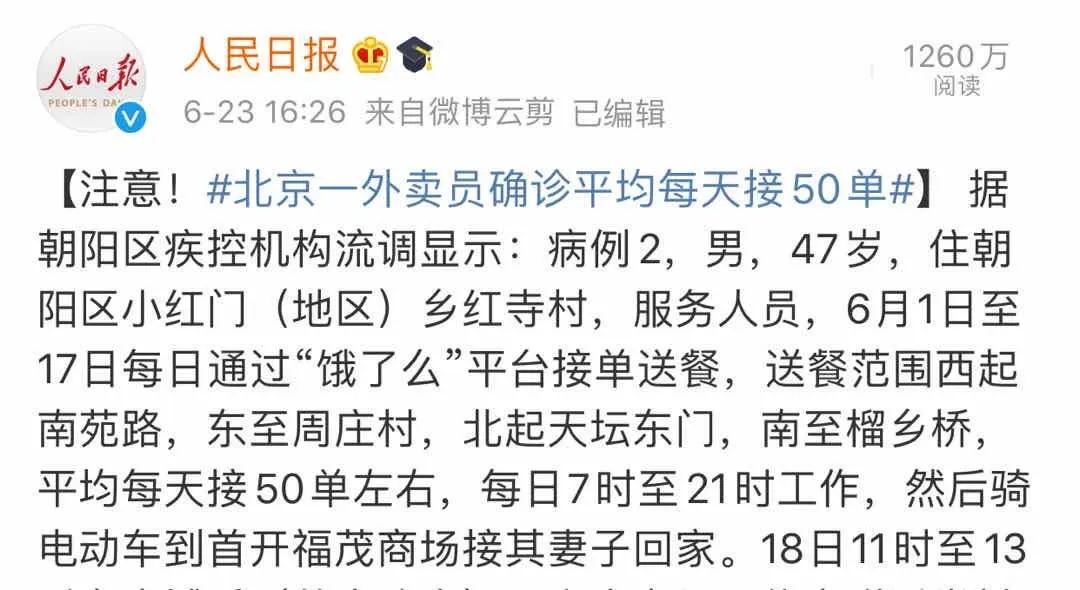 人民日报
人民日报
PEOPLE'S DA
1260万
阅读
6-23 16:26 来自微博云剪 已编辑
【注意！#北京一外卖员确诊平均每天接50单#】据
朝阳区疾控机构流调显示：病例2，男，47岁，住朝
阳区小红门（地区）乡红寺村，服务人员，6月1日至
17日每日通过“饿了么”平台接单送餐，送餐范围西起
南苑路，东至周庄村，北起天坛东门，南至榴乡桥，
平均每天接50单左右，每日7时至21时工作，然后骑
电动车到首开福茂商场接其妻子回家。18日11时至13